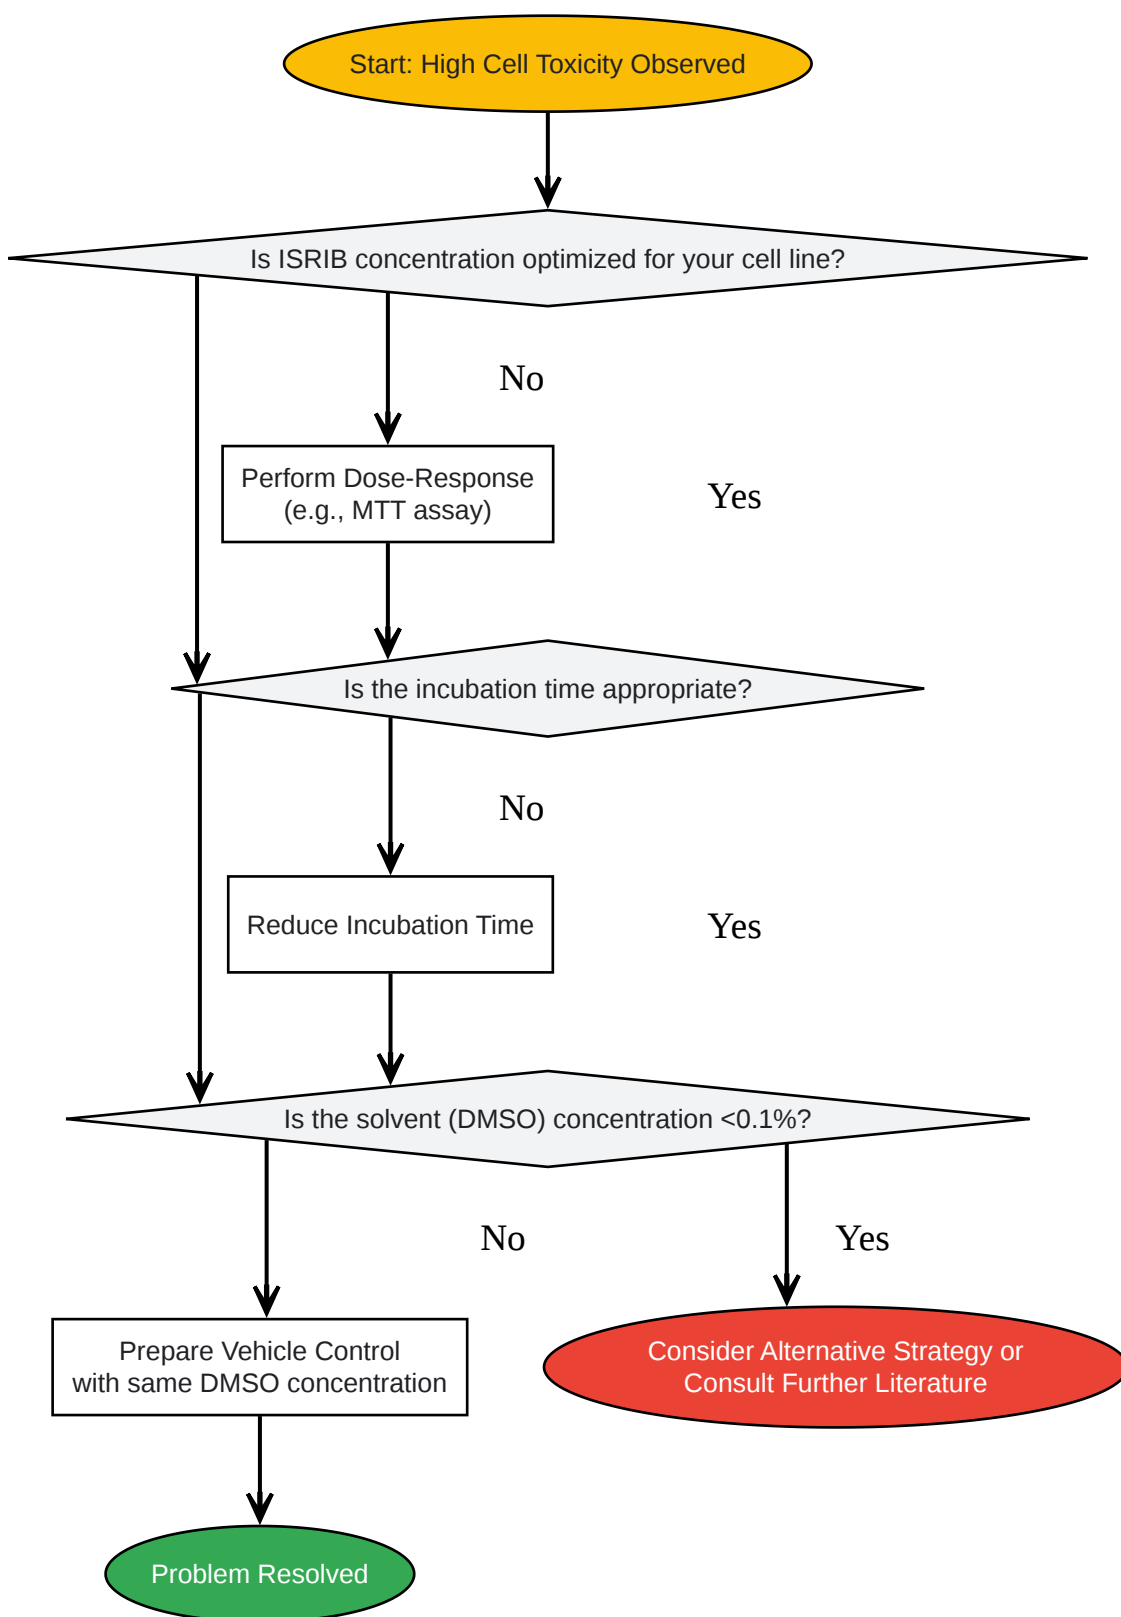 Start: High Cell Toxicity Observed
Is ISRIB concentration optimized for your cell line?
No
Perform Dose-Response
(e.g., MTT assay)
Yes
Is the incubation time appropriate?
No
Reduce Incubation Time
Yes
Is the solvent (DMSO) concentration <0.1%?
No
Yes
Prepare Vehicle Control
with same DMSO concentration
Consider Alternative Strategy or
Consult Further Literature
Problem Resolved